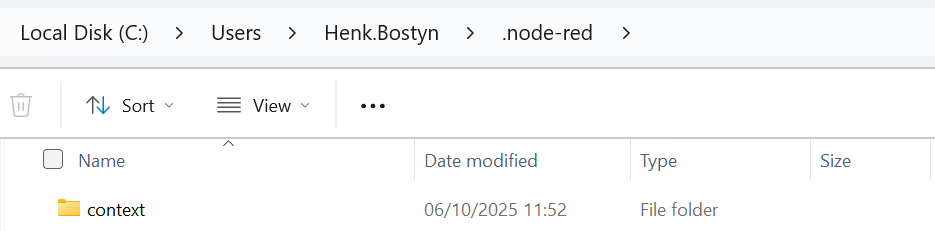 Local Disk (C:) > Users > Henk.Bostyn > .node-red >
Sort View •••
Name Date modified Type Size
context 06/10/2025 11:52 File folder